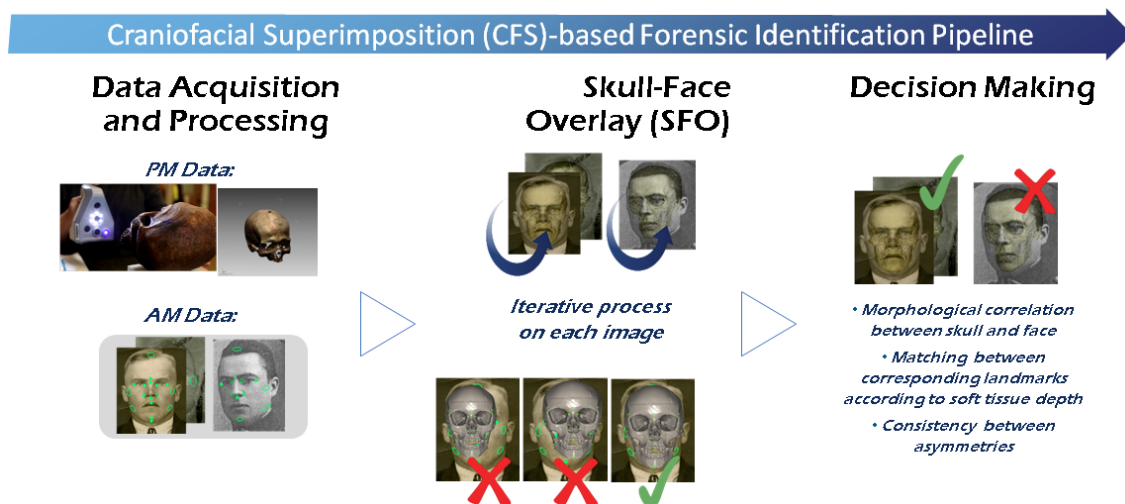 Craniofacial Superimposition (CFS)-based Forensic Identification Pipeline
Data Acquisition
and Processing
PM Data:
AM Data:
Skull-Face
Overlay (SFO)
Iterative process
on each image
Decision Making
• Morphological correlation
between skull and face
• Matching between
corresponding landmarks
according to soft tissue depth
• Consistency between
asymmetries